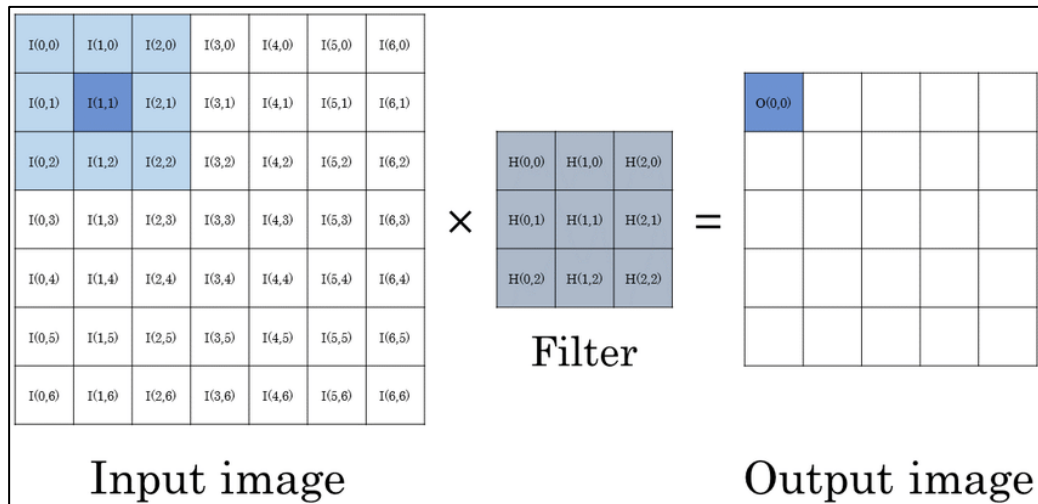 I(0,0) I(1,0) I(2,0) I(3,0) I(4,0) I(5,0) I(6,0)
I(0,1) I(1,1) I(2,1) I(3,1) I(4,1) I(5,1) I(6,1)
I(0,2) I(1,2) I(2,2) I(3,2) I(4,2) I(5,2) I(6,2)
I(0,3) I(1,3) I(2,3) I(3,3) I(4,3) I(5,3) I(6,3)
I(0,4) I(1,4) I(2,4) I(3,4) I(4,4) I(5,4) I(6,4)
I(0,5) I(1,5) I(2,5) I(3,5) I(4,5) I(5,5) I(6,5)
I(0,6) I(1,6) I(2,6) I(3,6) I(4,6) I(5,6) I(6,6)
Input image
×
H(0,0) H(1,0) H(2,0)
H(0,1) H(1,1) H(2,1)
H(0,2) H(1,2) H(2,2)
Filter
=
O(0,0)
Output image